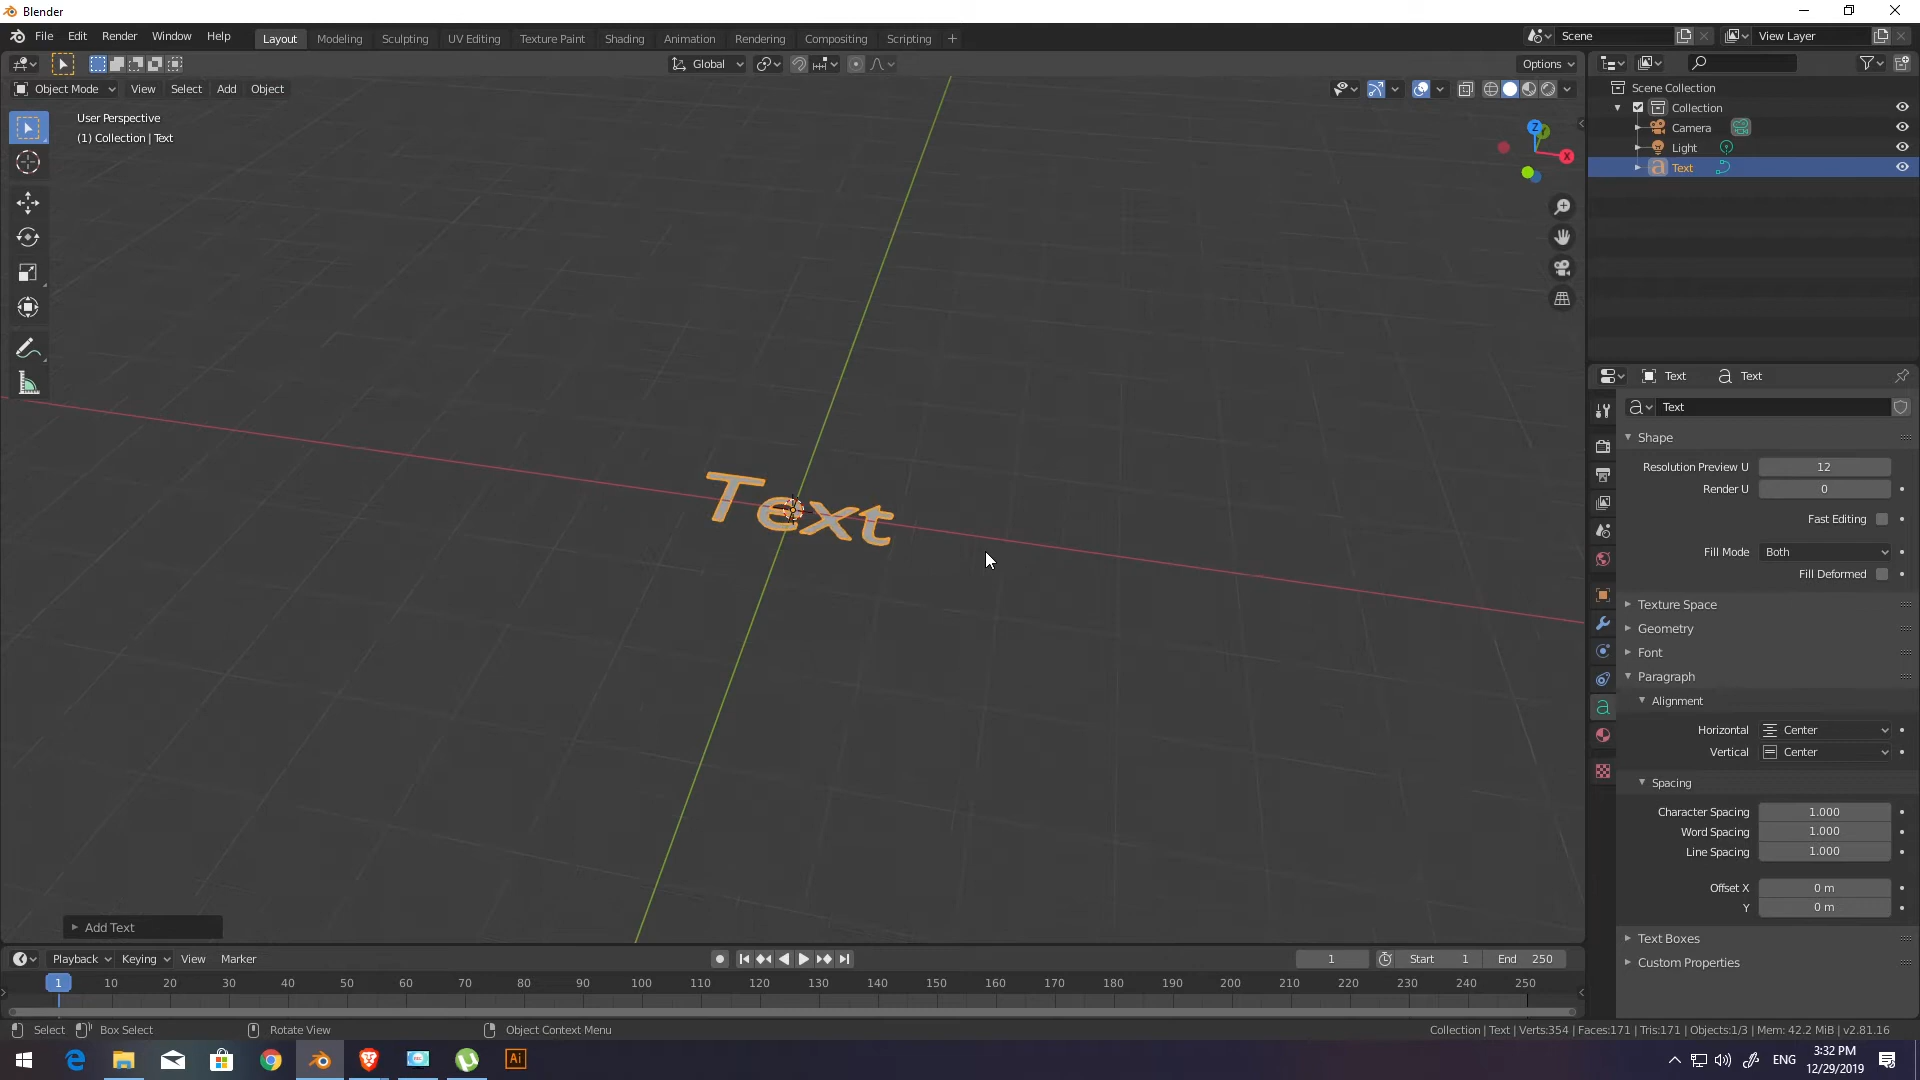 Blender
File Edit Render Window Help
Layout Modeling Sculpting UV Editing Texture Paint Shading Animation Rendering Compositing Scripting +
Scene
View Layer
Global
Options
Object Mode View Select Add Object
User Perspective
(1) Collection | Text
Z
X
Text
Add Text
Scene Collection
Collection
Camera
Light
Text
Text Text
Text
Shape
Resolution Preview U 12
Render U 0
Fast Editing
Fill Mode Both
Fill Deformed
Texture Space
Geometry
Font
Paragraph
Alignment
Horizontal Center
Vertical Center
Spacing
Character Spacing 1.000
Word Spacing 1.000
Line Spacing 1.000
Offset X 0 m
Y 0 m
Text Boxes
Custom Properties
Playback Keying View Marker
1 Start 1 End 250
1 10 20 30 40 50 60 70 80 90 100 110 120 130 140 150 160 170 180 190 200 210 220 230 240 250
Select Box Select Rotate View Object Context Menu
Collection | Text | Verts:354 | Faces:171 | Tris:171 | Objects:1/3 | Mem: 42.2 MiB | v2.81.16
Ai
ENG
3:32 PM
12/29/2019